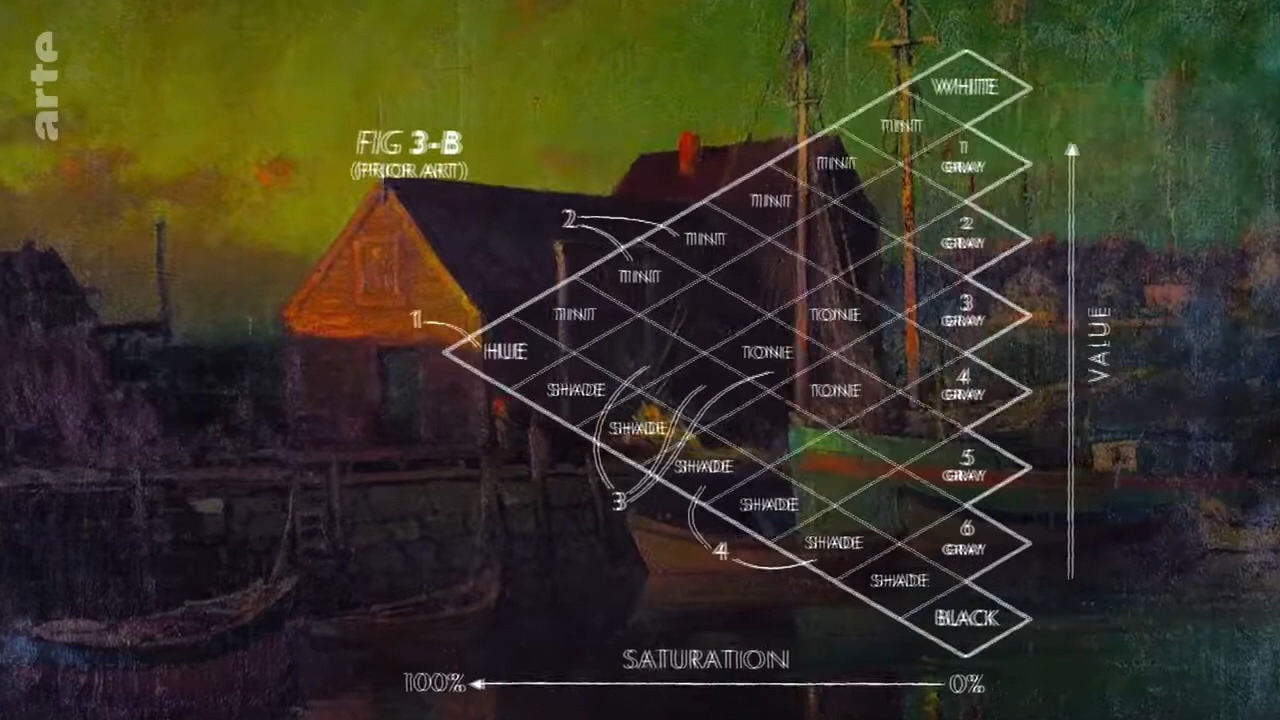 arte
FIG 3-B
(PRIOR ART)
WHITE
TINT
1
GRAY
TINT
TINT
2
2
TINT
GRAY
TINT
3
1
TINT
TONE
GRAY
VALUE
HUE
TONE
4
SHADE
TONE
GRAY
SHADE
5
SHADE
GRAY
3
SHADE
6
SHADE
GRAY
4
SHADE
BLACK
SATURATION
100%
0%